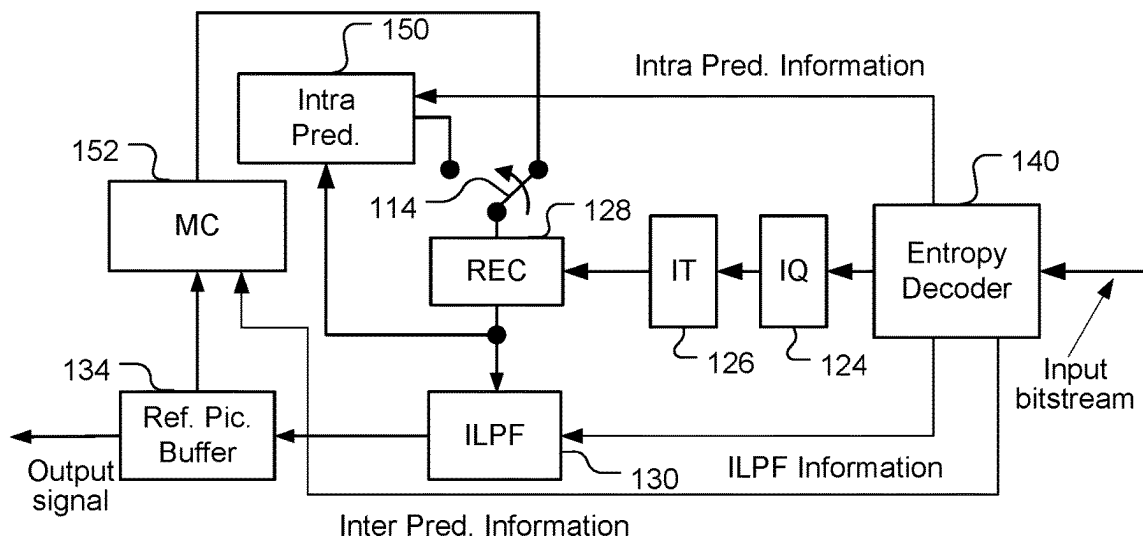 150
Intra Pred. Information
Intra
Pred.
152
140
114
128
MC
REC
IT
IQ
Entropy
Decoder
126
124
Input
bitstream
134
Ref. Pic.
Buffer
ILPF
130
ILPF Information
Output
signal
Inter Pred. Information